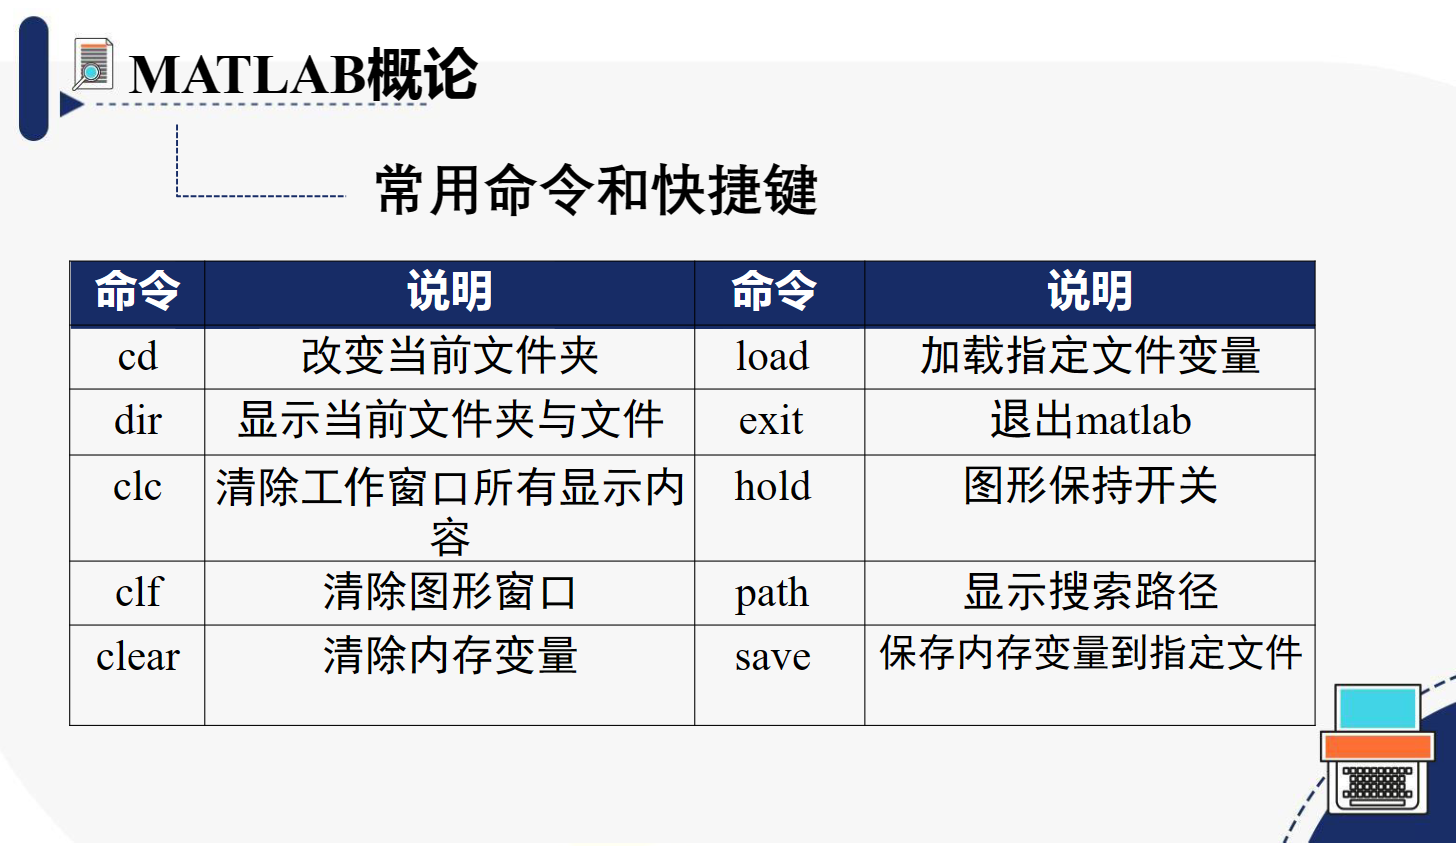 MATLAB概论
常用命令和快捷键
命令 说明 命令 说明
cd 改变当前文件夹 load 加载指定文件变量
dir 显示当前文件夹与文件 exit 退出matlab
clc 清除工作窗口所有显示内 hold 图形保持开关
容
clf 清除图形窗口 path 显示搜索路径
clear 清除内存变量 save 保存内存变量到指定文件